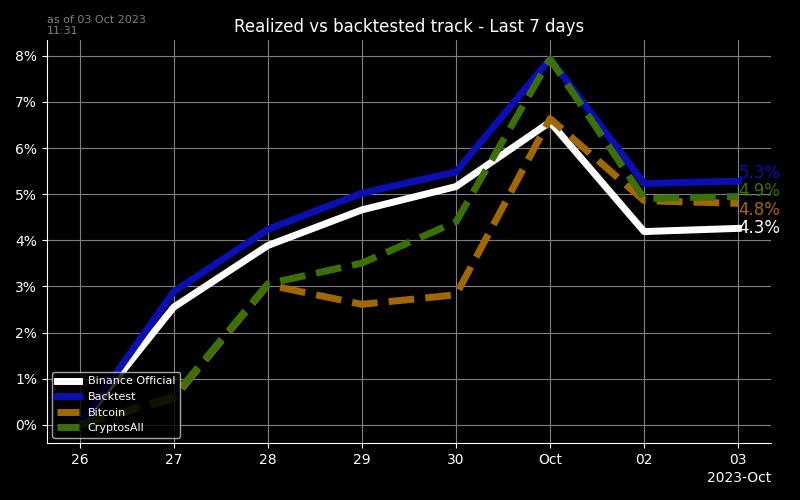 as of 03 Oct 2023
11:31
Realized vs backtested track - Last 7 days
8%
7%
6%
5%
4%
3%
2%
1%
0%
5.3%
4.9%
4.8%
4.3%
Binance Official
Backtest
Bitcoin
CryptosAll
26 27 28 29 30 Oct 02 03
2023-Oct